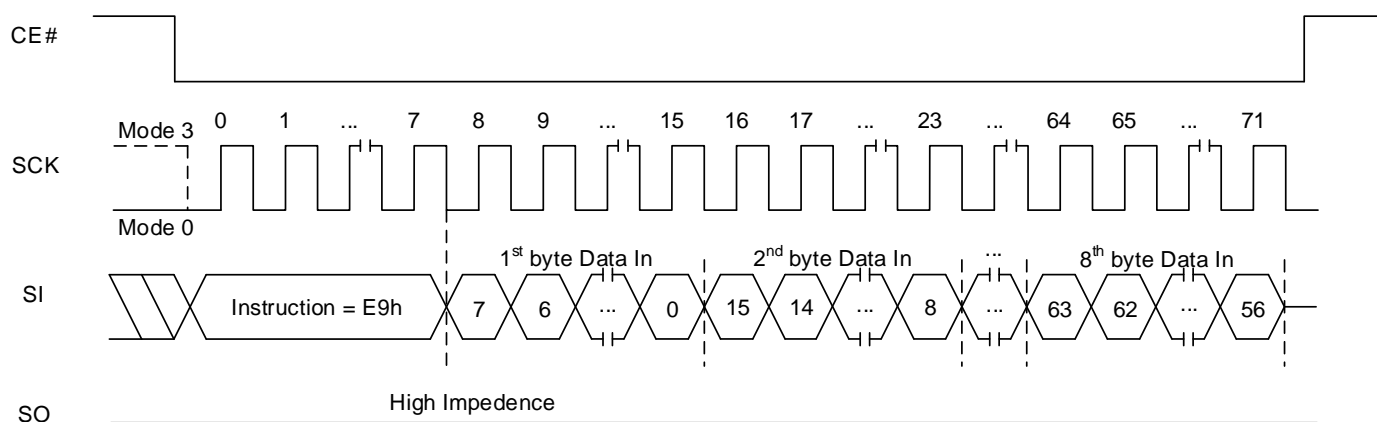 CE#
0 1 ... 7 8 9 ... 15 16 17 ... 23 ... 64 65 ... 71
Mode 3
SCK
Mode 0
1st byte Data In 2nd byte Data In ... 8th byte Data In
SI Instruction = E9h 7 6 ... 0 15 14 ... 8 ... 63 62 ... 56
High Impedence
SO